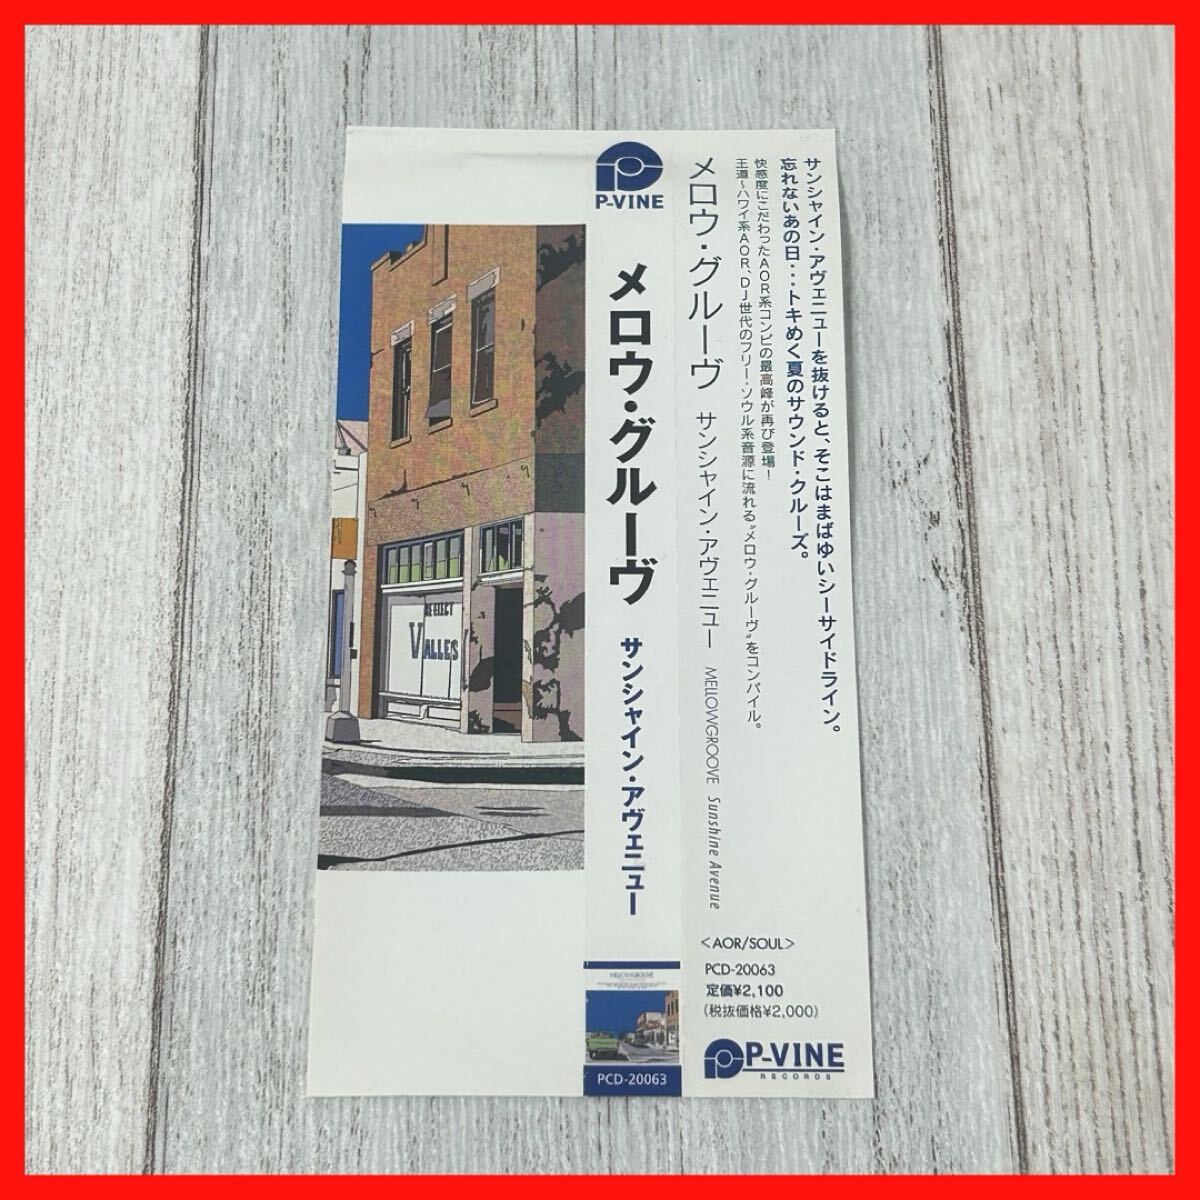 サンシャイン・アヴェニューを抜けると、そこはまばゆいシーサイドライン。
忘れないあの日・・・トキめく夏のサウンド・クルーズ。
快感度にこだわったAOR系コンピの最高峰が再び登場！
王道～ハワイ系AOR、DJ世代のフリー・ソウル系音源に流れる“メロウ・グルーヴ”をコンパイル。
メロウ・グルーヴ サンシャイン・アヴェニュー MELLOWGROOVE Sunshine Avenue
<AOR/SOUL>
PCD-20063
定価¥2,100
(税抜価格¥2,000)
P-VINE
RECORDS
P-VINE
メロウ・グルーヴ サンシャイン・アヴェニュー
MELLOWGROOVE
PCD-20063
VALLES